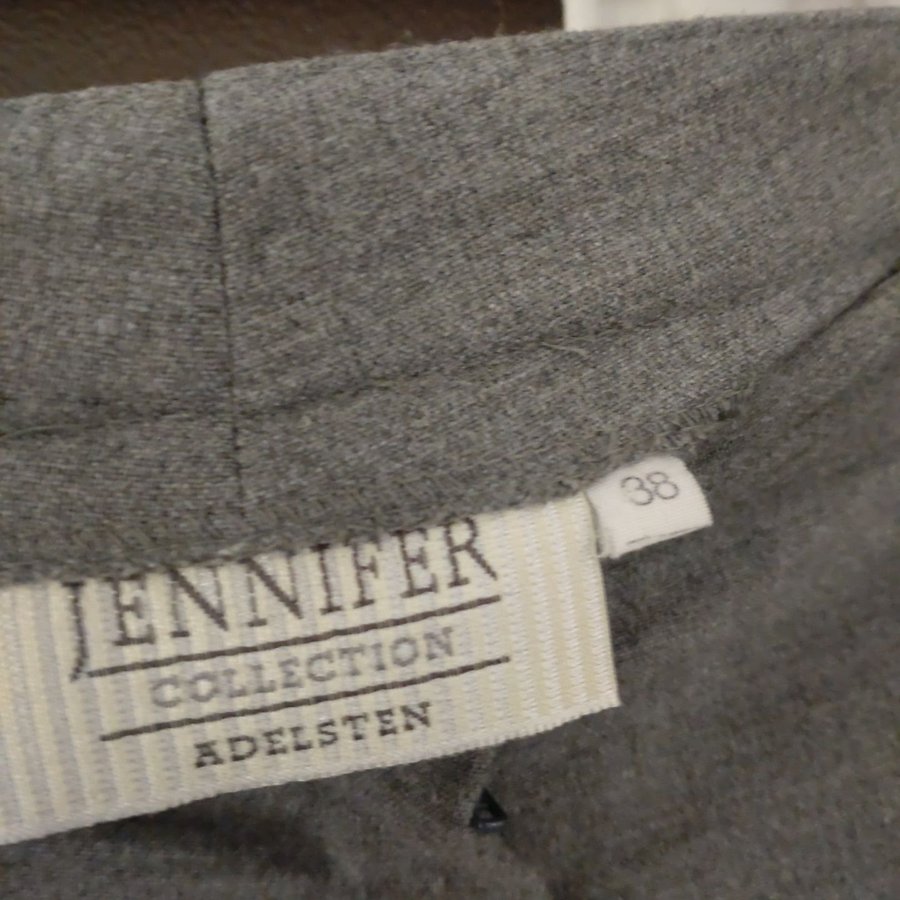 38
JENNIFER
COLLECTION
ADELSTEN